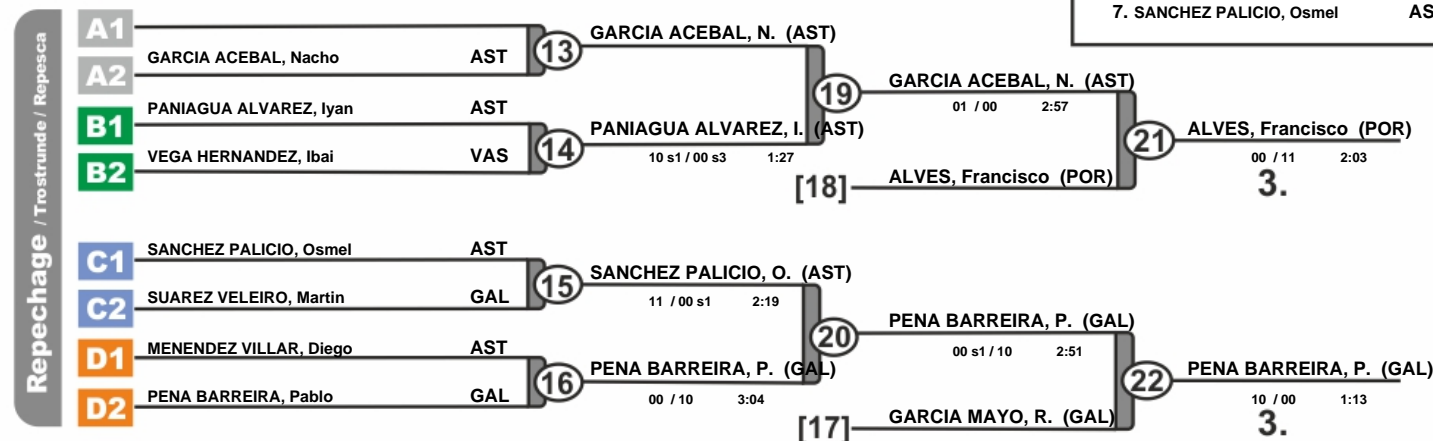 7. SANCHEZ PALICIO, Osmel AS
Repechage / Trostrunde / Repesca
A1
GARCIA ACEBAL, Nacho AST
A2
13
GARCIA ACEBAL, N. (AST)
B1
PANIAGUA ALVAREZ, Iyan AST
B2
VEGA HERNANDEZ, Ibai VAS
14
PANIAGUA ALVAREZ, I. (AST)
10 s1 / 00 s3 1:27
19
GARCIA ACEBAL, N. (AST)
01 / 00 2:57
[18]
ALVES, Francisco (POR)
21
ALVES, Francisco (POR)
00 / 11 2:03
3.
C1
SANCHEZ PALICIO, Osmel AST
C2
SUAREZ VELEIRO, Martin GAL
15
SANCHEZ PALICIO, O. (AST)
11 / 00 s1 2:19
D1
MENENDEZ VILLAR, Diego AST
D2
PENA BARREIRA, Pablo GAL
16
PENA BARREIRA, P. (GAL)
00 / 10 3:04
20
PENA BARREIRA, P. (GAL)
00 s1 / 10 2:51
[17]
GARCIA MAYO, R. (GAL)
22
PENA BARREIRA, P. (GAL)
10 / 00 1:13
3.